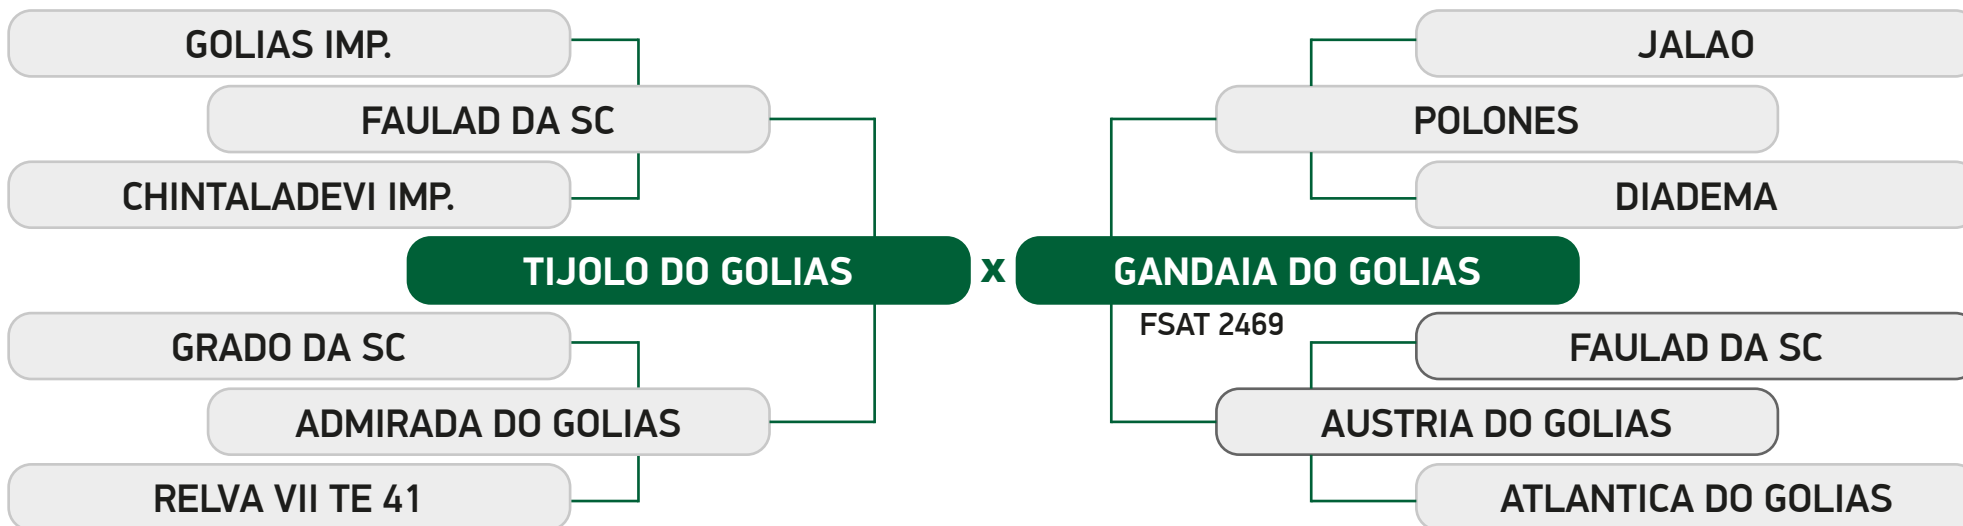 GOLIAS IMP.
JALAO
FAULAD DA SC
POLONES
CHINTALADEVI IMP.
DIADEMA
TIJOLO DO GOLIAS x GANDAIA DO GOLIAS
FSAT 2469
GRADO DA SC
FAULAD DA SC
ADMIRADA DO GOLIAS
AUSTRIA DO GOLIAS
RELVA VII TE 41
ATLANTICA DO GOLIAS